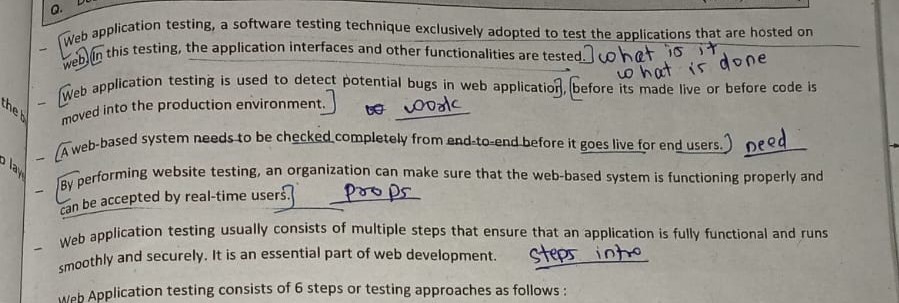 Q.
– Web application testing, a software testing technique exclusively adopted to test the applications that are hosted on
web. In this testing, the application interfaces and other functionalities are tested. what is it
what is done
– Web application testing is used to detect potential bugs in web application, before its made live or before code is
moved into the production environment. work
– A web-based system needs to be checked completely from end-to-end before it goes live for end users. need
– By performing website testing, an organization can make sure that the web-based system is functioning properly and
can be accepted by real-time users. props
– Web application testing usually consists of multiple steps that ensure that an application is fully functional and runs
smoothly and securely. It is an essential part of web development. steps intro
Web Application testing consists of 6 steps or testing approaches as follows :